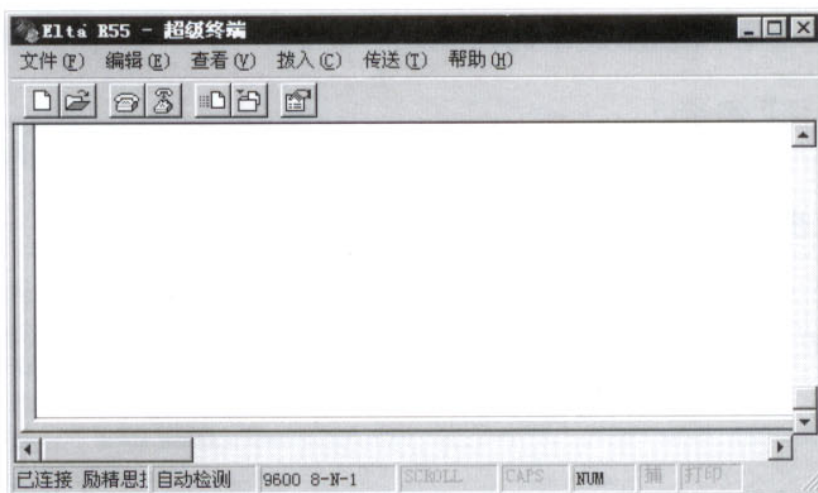 Elta R55 - 超级终端
文件(F) 编辑(E) 查看(V) 拨入(C) 传送(T) 帮助(H)
已连接 励精思 自动检测 9600 8-N-1 SCROLL CAPS NUM 捕 打印